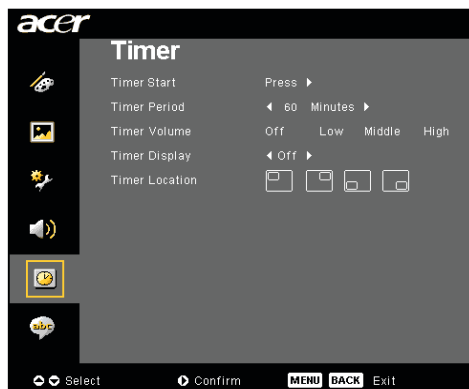 acer
Timer
Timer Start Press
Timer Period 60 Minutes
Timer Volume Off Low Middle High
Timer Display Off
Timer Location
abc
Select Confirm MENU BACK Exit